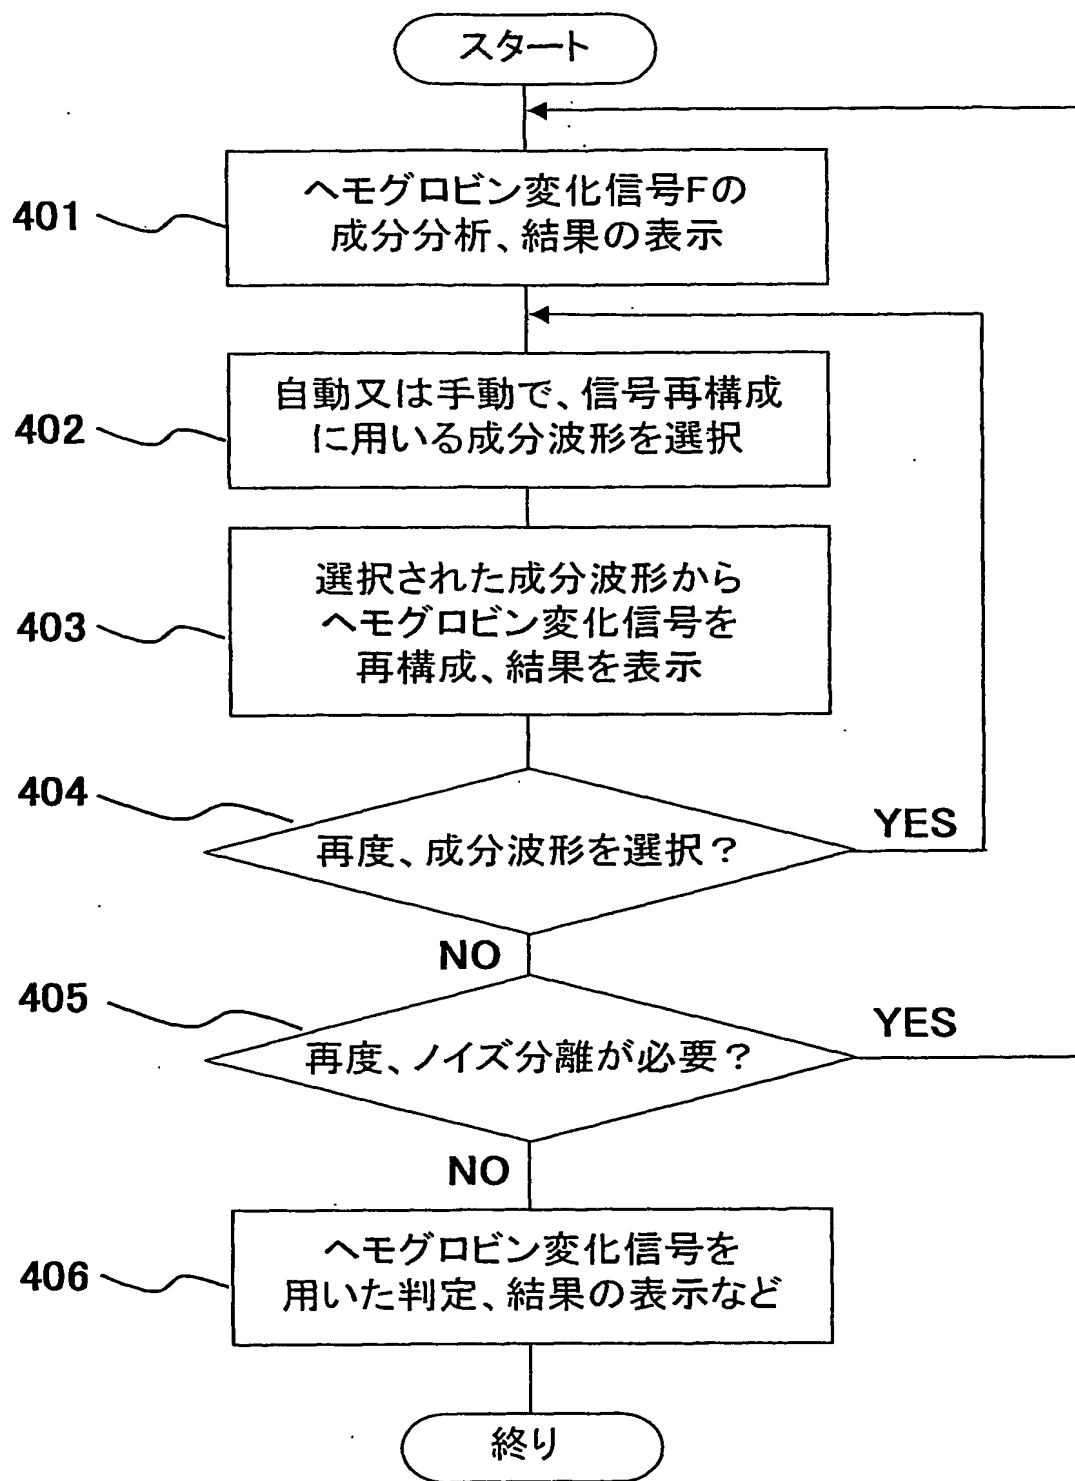 スタート
401
ヘモグロビン変化信号Fの
成分分析、結果の表示
402
自動又は手動で、信号再構成
に用いる成分波形を選択
403
選択された成分波形から
ヘモグロビン変化信号を
再構成、結果を表示
404
再度、成分波形を選択？
YES
NO
405
再度、ノイズ分離が必要？
YES
NO
406
ヘモグロビン変化信号を
用いた判定、結果の表示など
終り